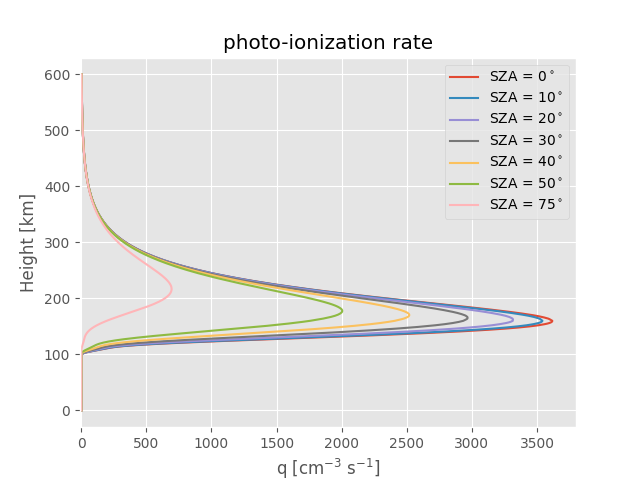 photo-ionization rate
600
500
400
300
200
100
0
Height [km]
SZA = 0°
SZA = 10°
SZA = 20°
SZA = 30°
SZA = 40°
SZA = 50°
SZA = 75°
0 500 1000 1500 2000 2500 3000 3500
q [cm⁻³ s⁻¹]